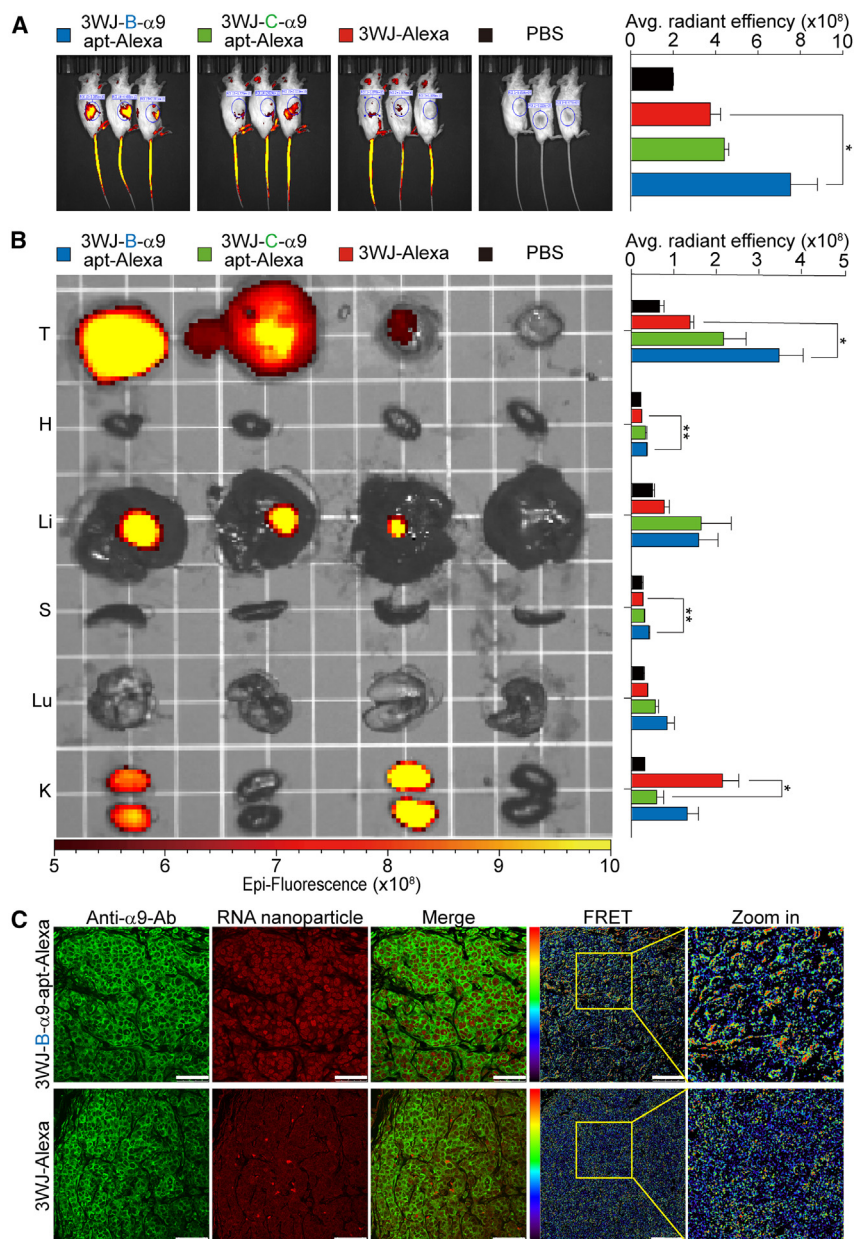 A
3WJ-B-α9
apt-Alexa
3WJ-C-α9
apt-Alexa
3WJ-Alexa
PBS
Avg. radiant effiency (x10⁸)
0 2 4 6 8 10
*
B
3WJ-B-α9
apt-Alexa
3WJ-C-α9
apt-Alexa
3WJ-Alexa
PBS
Avg. radiant effiency (x10⁸)
0 1 2 3 4 5
T
*
H
**
Li
S
**
Lu
K
*
5 6 7 8 9 10
Epi-Fluorescence (x10⁸)
C
Anti-α9-Ab RNA nanoparticle Merge FRET Zoom in
3WJ-B-α9-apt-Alexa
3WJ-Alexa